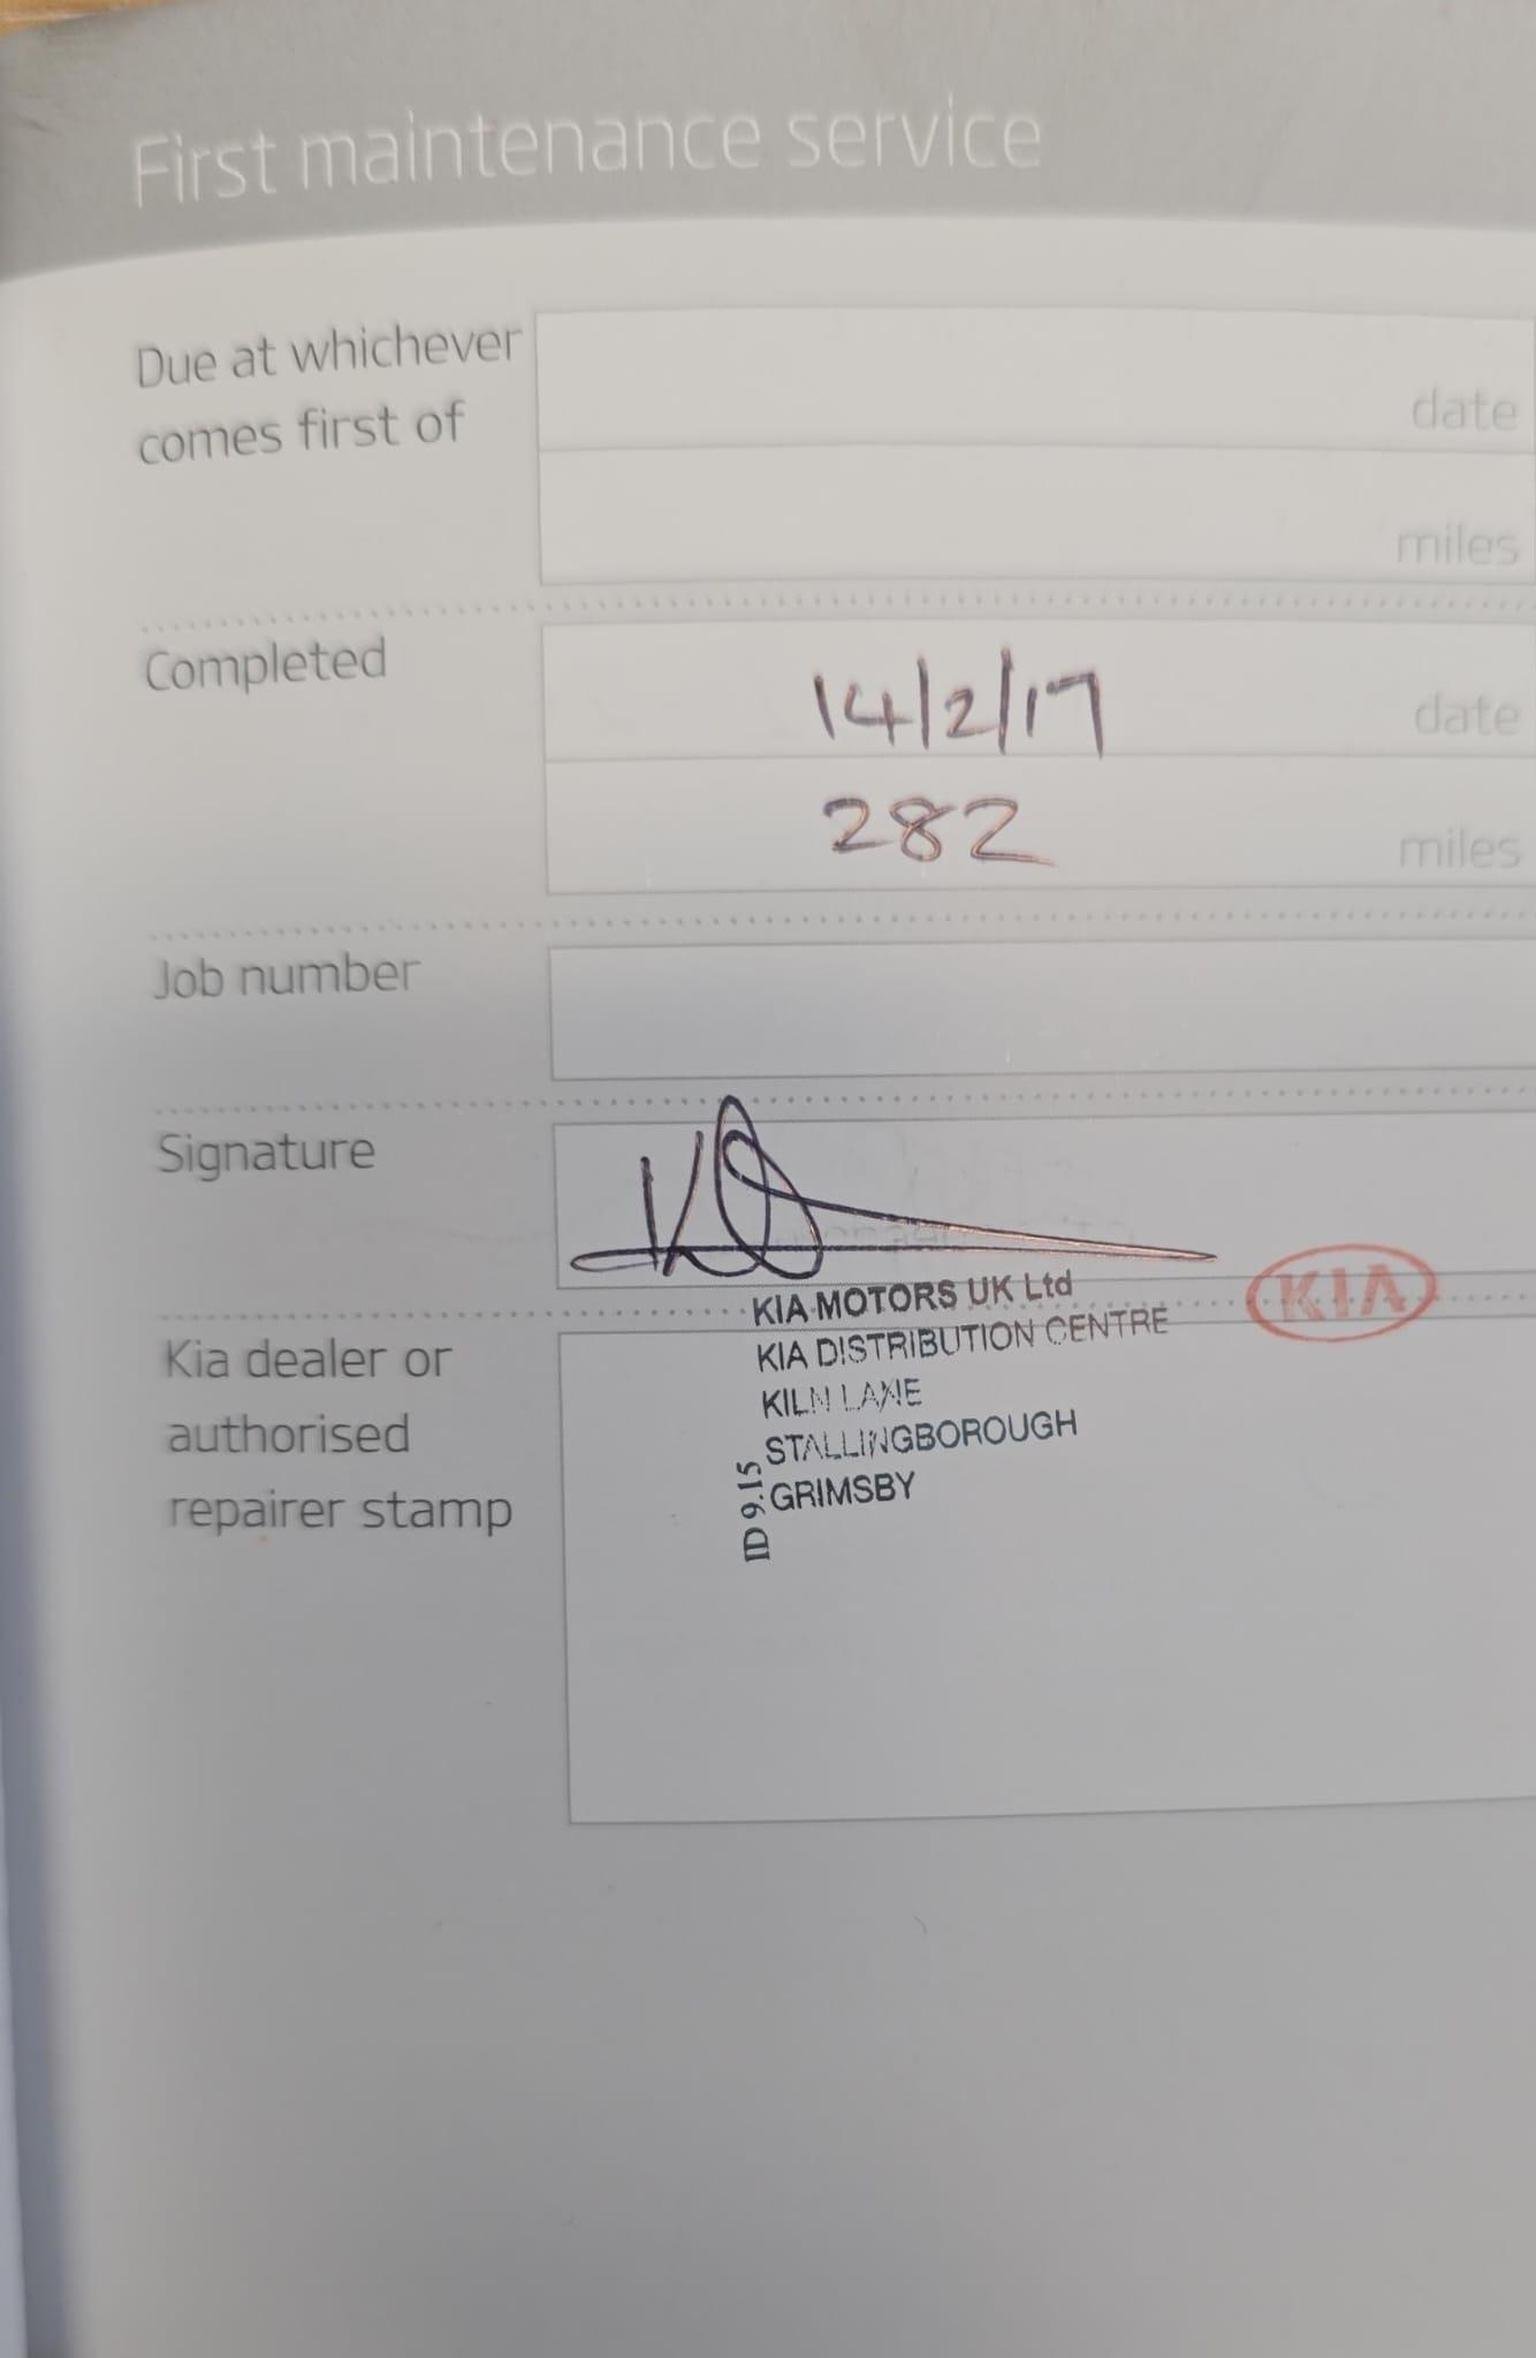 First maintenance service
Due at whichever
comes first of
date
miles
Completed
14/2/17
date
282
miles
Job number
Signature
KIA MOTORS UK Ltd
KIA
KIA DISTRIBUTION CENTRE
KILN LANE
STALLINGBOROUGH
GRIMSBY
ID 9.15
Kia dealer or
authorised
repairer stamp